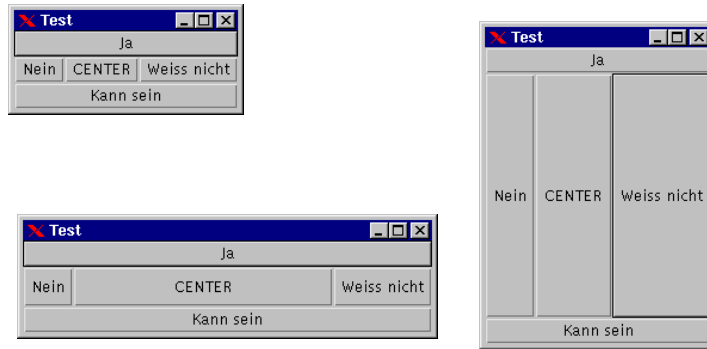 Test
Ja
Nein CENTER Weiss nicht
Kann sein
Test
Ja
Nein CENTER Weiss nicht
Kann sein
Test
Ja
Nein CENTER Weiss nicht
Kann sein